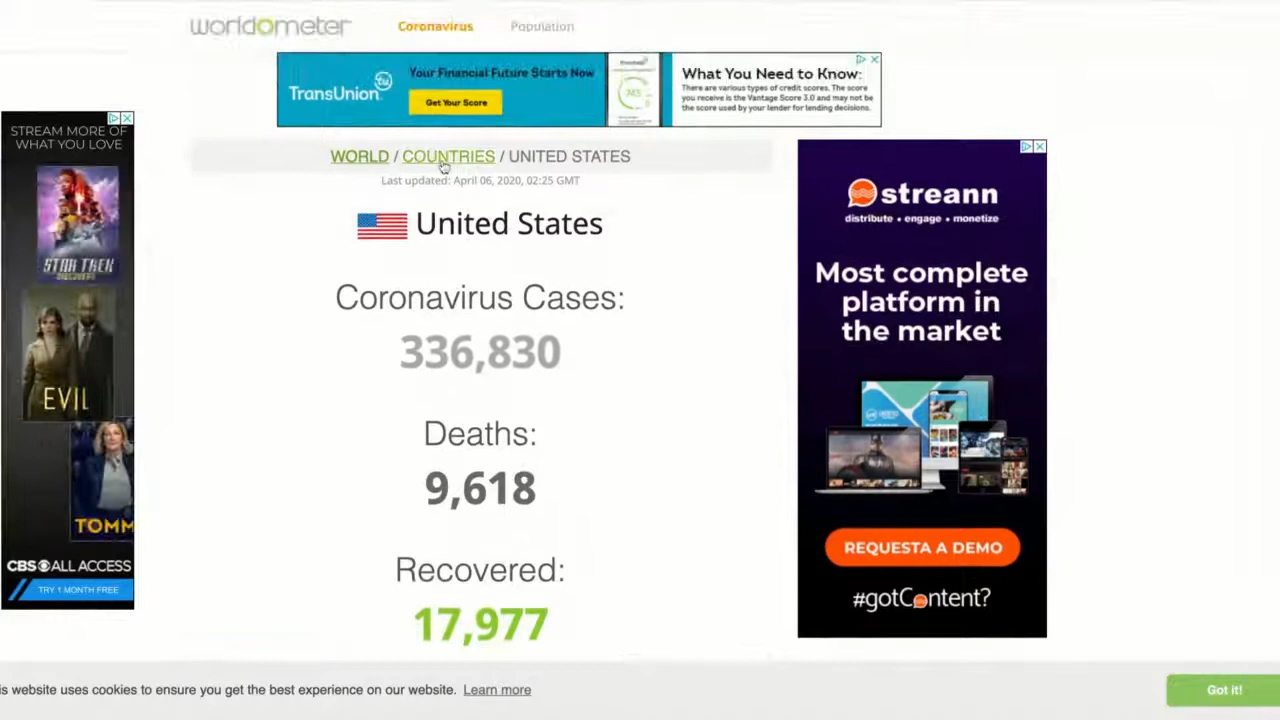 worldometer
Coronavirus
Population
TransUnion
tu
Your Financial Future Starts Now
Get Your Score
What You Need to Know:
There are various types of credit scores. The score
you receive is the Vantage Score 3.0 and may not be
the score used by your lender for lending decisions.
STREAM MORE OF
WHAT YOU LOVE
STAR TREK
DISCOVERY
EVIL
TOMM
CBS ALL ACCESS
TRY 1 MONTH FREE
WORLD / COUNTRIES / UNITED STATES
Last updated: April 06, 2020, 02:25 GMT
United States
Coronavirus Cases:
336,830
Deaths:
9,618
Recovered:
17,977
streann
distribute • engage • monetize
Most complete
platform in
the market
REQUESTA A DEMO
#gotContent?
is website uses cookies to ensure you get the best experience on our website. Learn more
Got it!